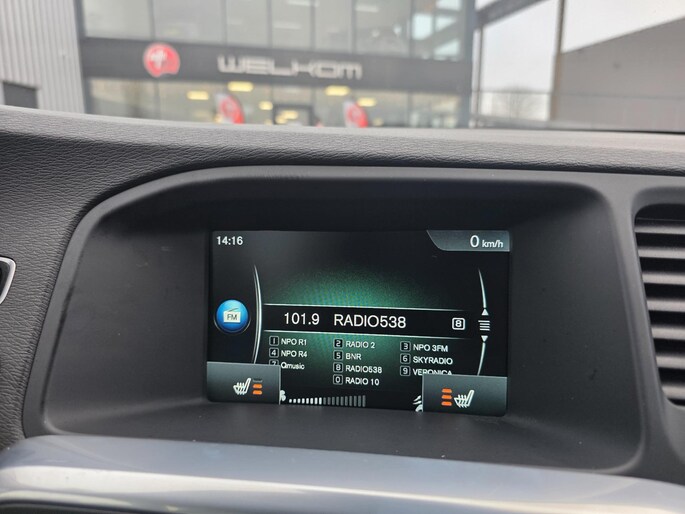 WELKOM
14:16
0 km/h
FM
101.9 RADIO538
8
1 NPO R1 2 RADIO 2 3 NPO 3FM
4 NPO R4 5 BNR 6 SKYRADIO
7 Qmusic 8 RADIO538 9 VERONICA
0 RADIO 10